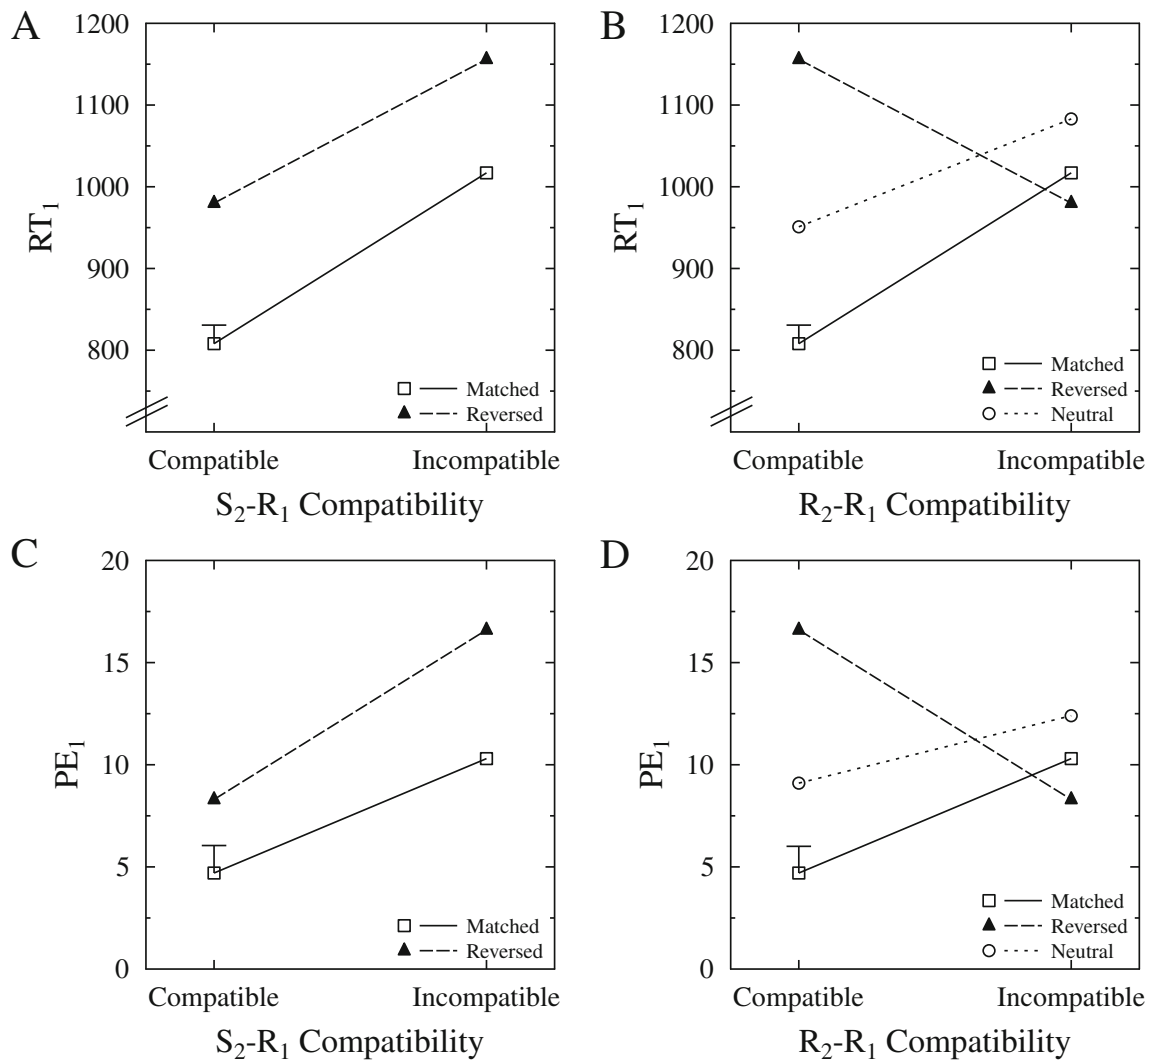 A
RT₁
1200
1100
1000
900
800
Matched
Reversed
Compatible
Incompatible
S₂-R₁ Compatibility
B
RT₁
1200
1100
1000
900
800
Matched
Reversed
Neutral
Compatible
Incompatible
R₂-R₁ Compatibility
C
PE₁
20
15
10
5
0
Matched
Reversed
Compatible
Incompatible
S₂-R₁ Compatibility
D
PE₁
20
15
10
5
0
Matched
Reversed
Neutral
Compatible
Incompatible
R₂-R₁ Compatibility